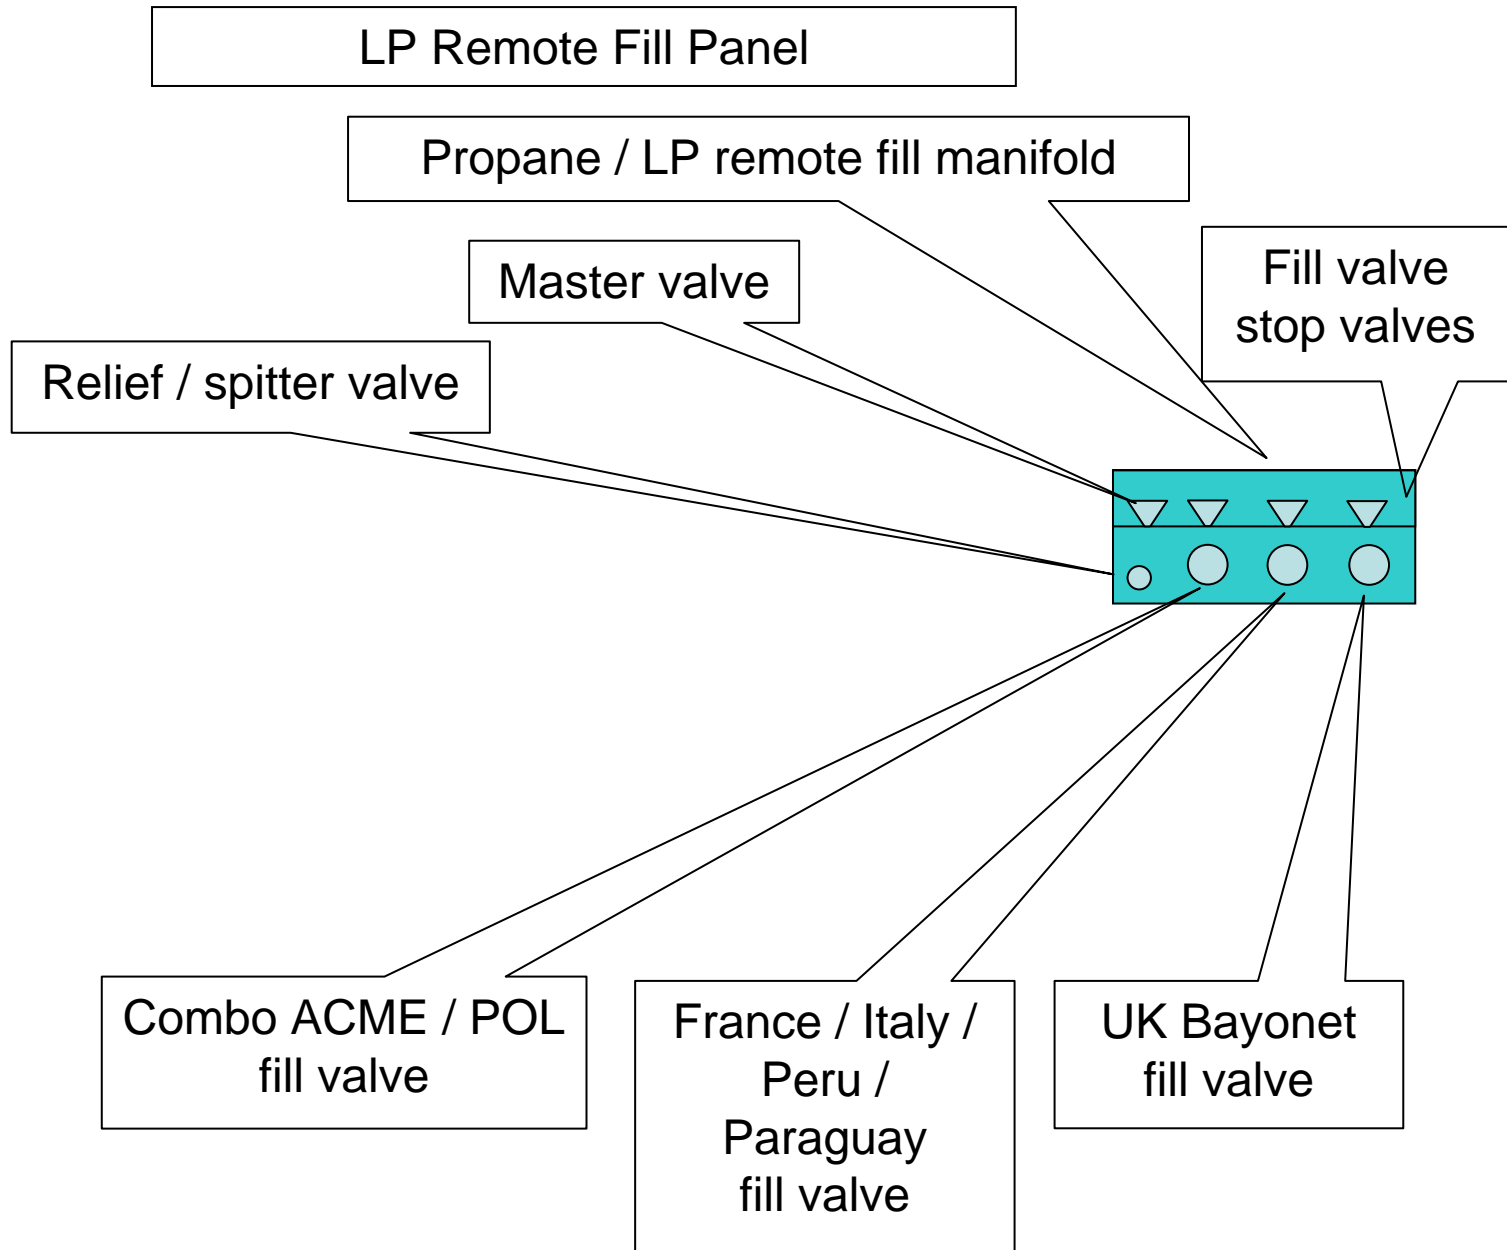 LP Remote Fill Panel
Propane / LP remote fill manifold
Master valve
Fill valve
stop valves
Relief / spitter valve
Combo ACME / POL
fill valve
France / Italy /
Peru /
Paraguay
fill valve
UK Bayonet
fill valve